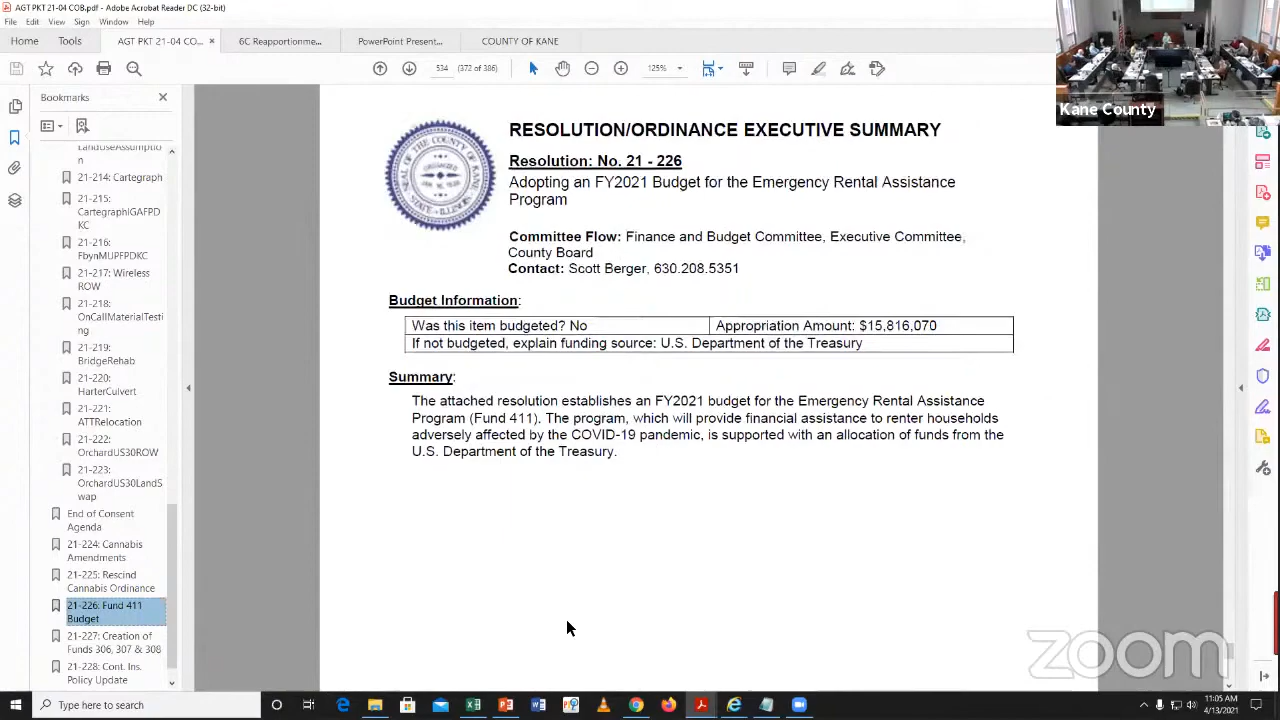 AGT PKT 21-04 COB.pdf - Adobe Acrobat Reader DC (32-bit)
File Edit View Sign Window Help
Home Tools AGT PKT 21-04 CO... × 6C Reapportionme... PowerPoint Present... COUNTY OF KANE
534 (372 of 386) 125%
Kane County
Bookmarks
LanduseAssumptio
n
21-214: Cartegraph
21-215:
CartegraphIGAFPD
KC
21-216:
FbynMUPFPDKC
21-217: Wireless
ROW
21-218:
OnCallMaterialTesti
ng
21-219:
BridgeRehab
21-220:
HarterCulvert
21-221:
ATTRelocation
21-222:
OrchardUS30ROW
21-223:
OrchardUS30LandS
wap
End of Consent
Agenda
21-224: Cannabis
Amendments
21-225: Rescind
Cannabis Ordinance
21-226: Fund 411
Budget
21-227: Creation of
Funds 306, 307 & 308
21-228: Cont. Ins.
Policy Update
RESOLUTION/ORDINANCE EXECUTIVE SUMMARY
Resolution: No. 21 - 226
Adopting an FY2021 Budget for the Emergency Rental Assistance
Program
Committee Flow: Finance and Budget Committee, Executive Committee,
County Board
Contact: Scott Berger, 630.208.5351
Budget Information:
Was this item budgeted? No Appropriation Amount: $15,816,070
If not budgeted, explain funding source: U.S. Department of the Treasury
Summary:
The attached resolution establishes an FY2021 budget for the Emergency Rental Assistance
Program (Fund 411). The program, which will provide financial assistance to renter households
adversely affected by the COVID-19 pandemic, is supported with an allocation of funds from the
U.S. Department of the Treasury.
zoom
Type here to search
11:05 AM
4/13/2021